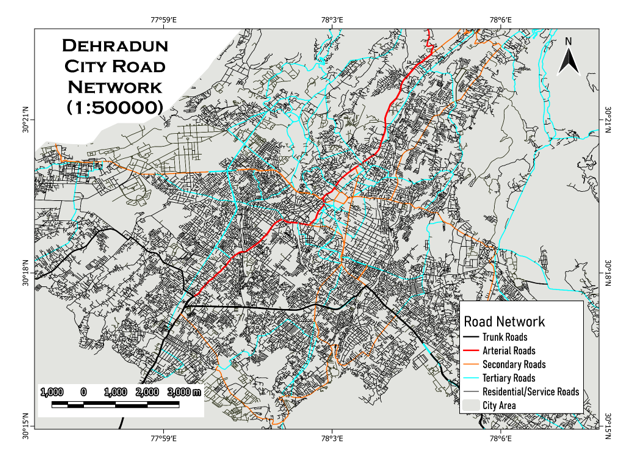 77°59'E 78°3'E 78°6'E
DEHRADUN
CITY ROAD
NETWORK
(1:50000)
N
30°21'N 30°21'N
30°18'N 30°18'N
Road Network
Trunk Roads
Arterial Roads
Secondary Roads
Tertiary Roads
Residential/Service Roads
City Area
1,000 0 1,000 2,000 3,000 m
30°15'N 30°15'N
77°59'E 78°3'E 78°6'E